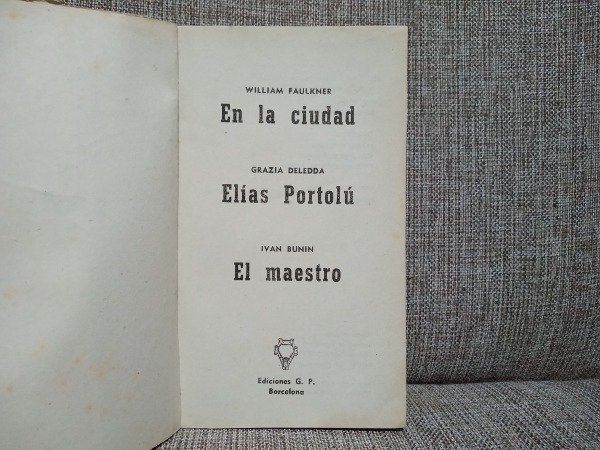 WILLIAM FAULKNER
En la ciudad
GRAZIA DELEDDA
Elías Portolú
IVAN BUNIN
El maestro
Ediciones G. P.
Barcelona